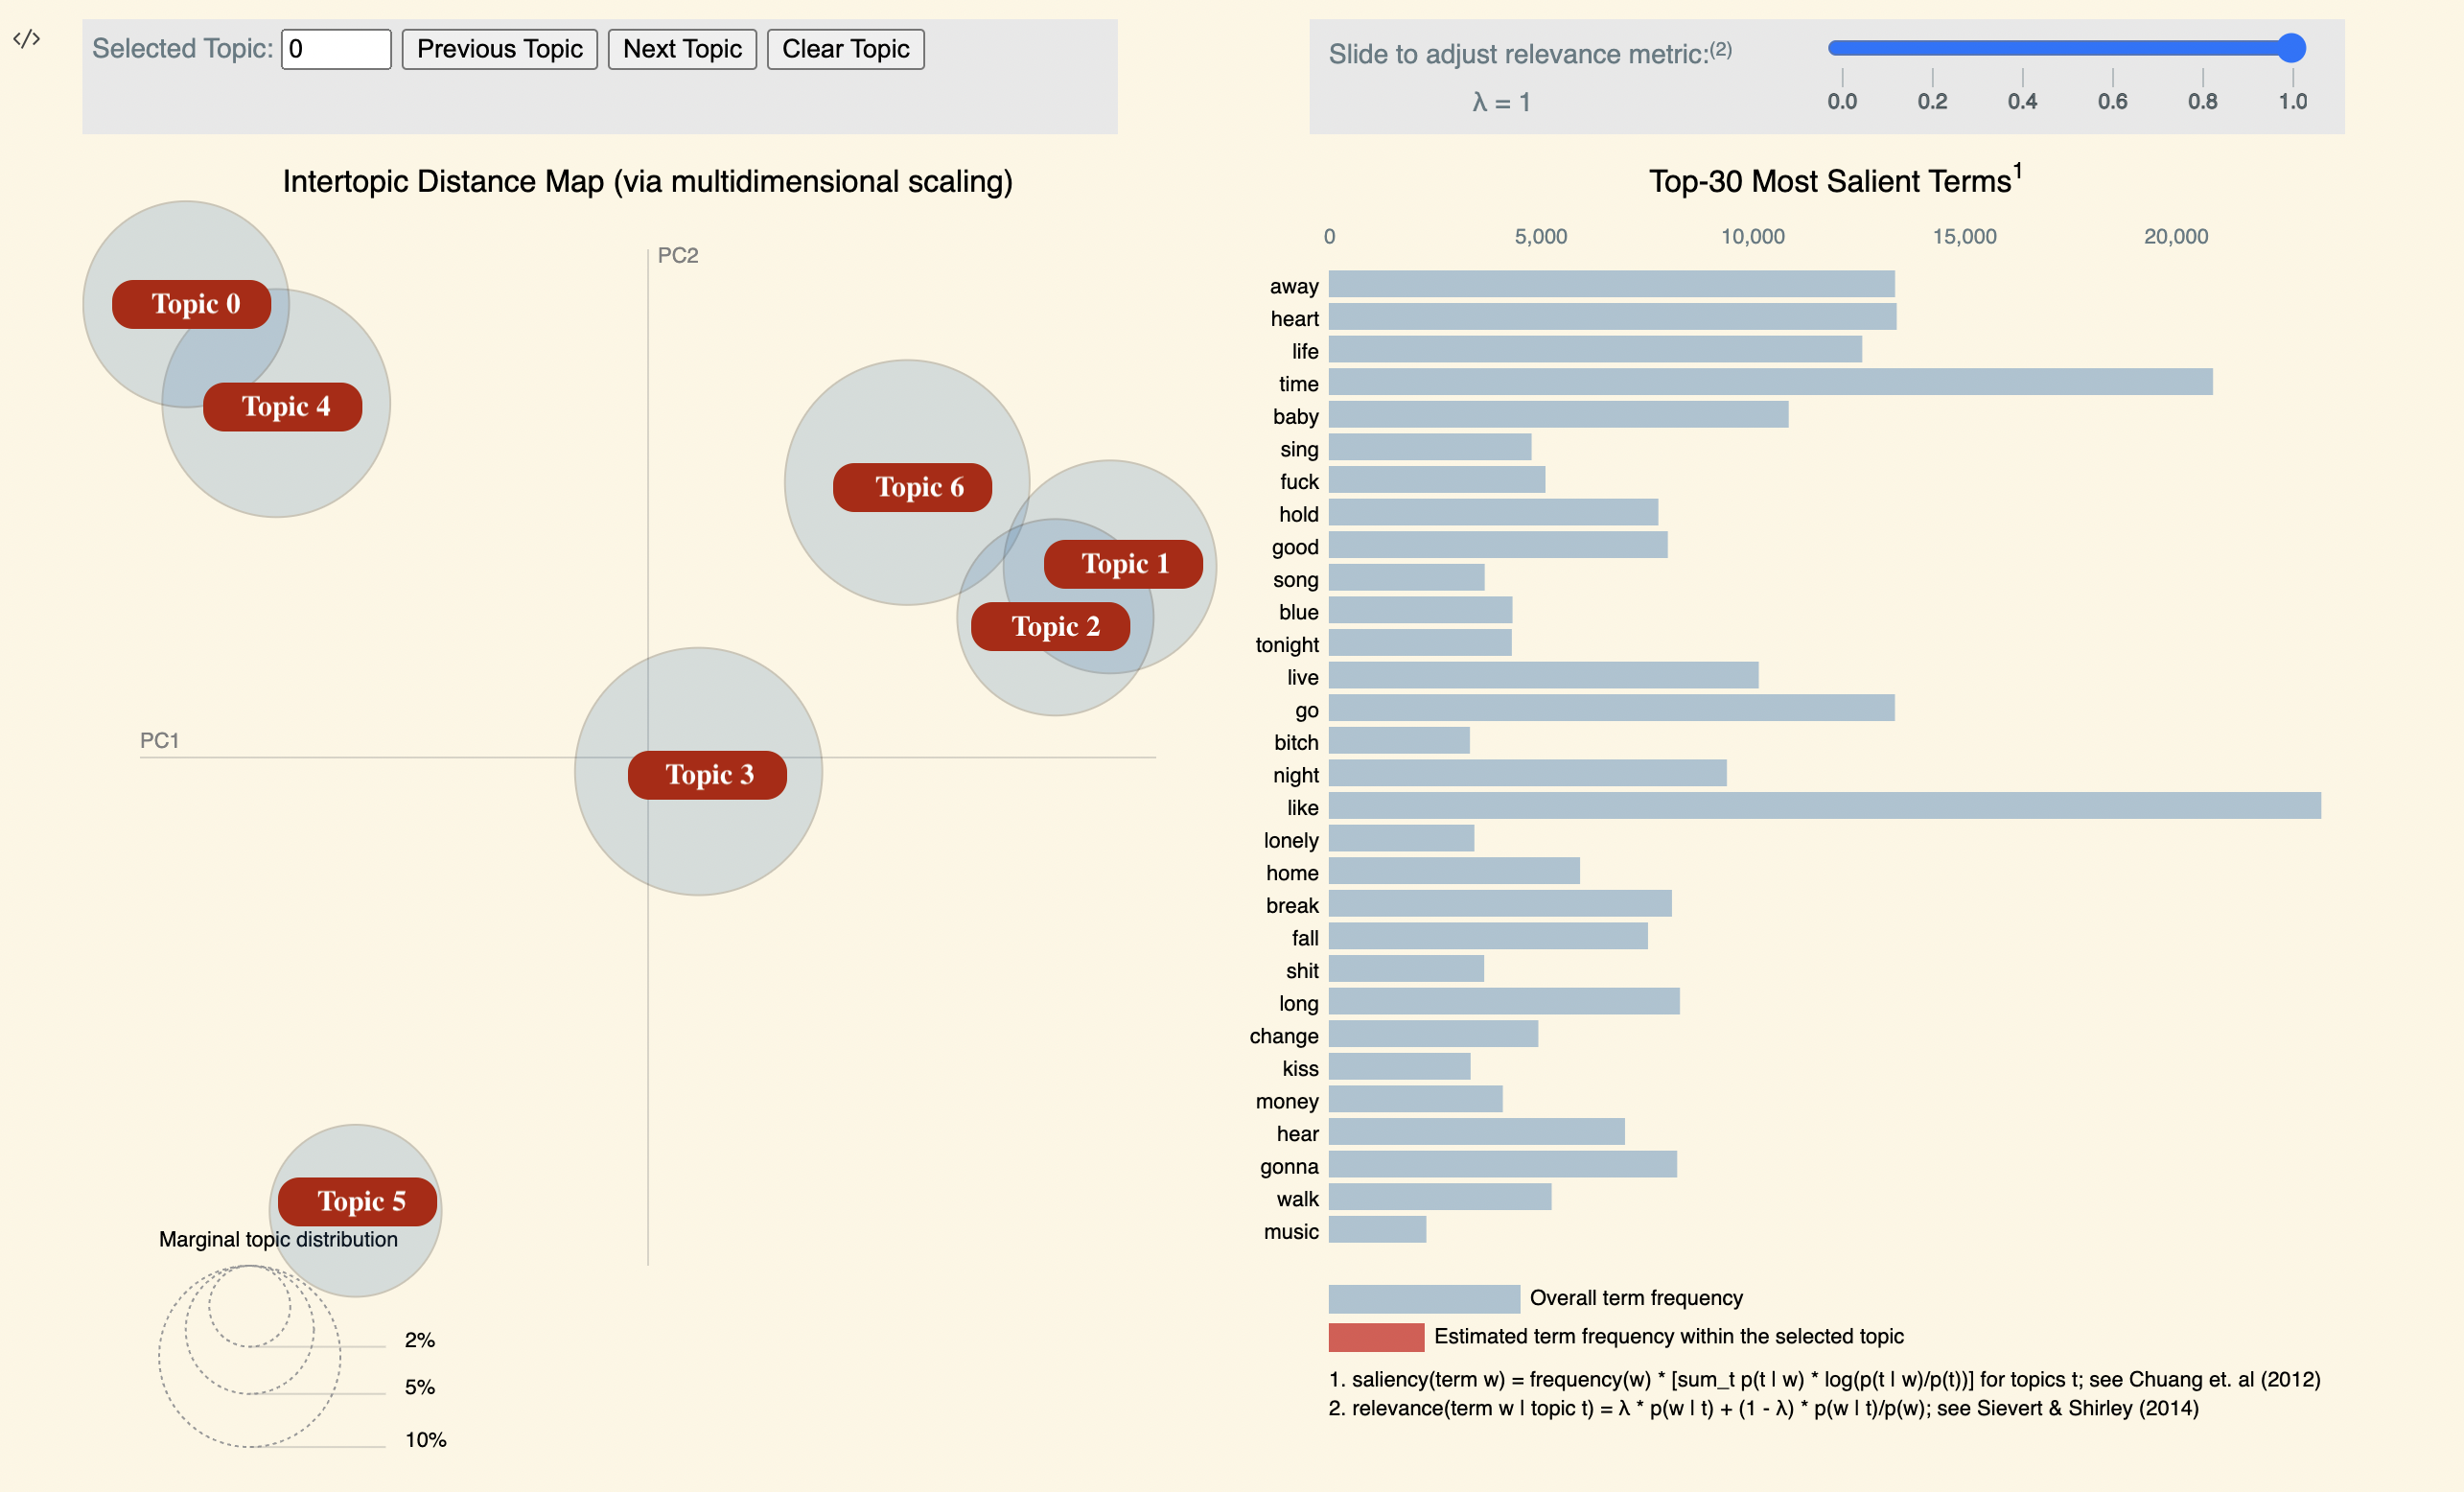 </>
Selected Topic: 0 Previous Topic Next Topic Clear Topic
Slide to adjust relevance metric:(2)
λ = 1
0.0 0.2 0.4 0.6 0.8 1.0
Intertopic Distance Map (via multidimensional scaling)
PC2
PC1
Topic 0
Topic 4
Topic 6
Topic 1
Topic 2
Topic 3
Topic 5
Marginal topic distribution
2%
5%
10%
Top-30 Most Salient Terms1
0 5,000 10,000 15,000 20,000
away
heart
life
time
baby
sing
fuck
hold
good
song
blue
tonight
live
go
bitch
night
like
lonely
home
break
fall
shit
long
change
kiss
money
hear
gonna
walk
music
Overall term frequency
Estimated term frequency within the selected topic
1. saliency(term w) = frequency(w) * [sum_t p(t | w) * log(p(t | w)/p(t))] for topics t; see Chuang et. al (2012)
2. relevance(term w | topic t) = λ * p(w | t) + (1 - λ) * p(w | t)/p(w); see Sievert & Shirley (2014)